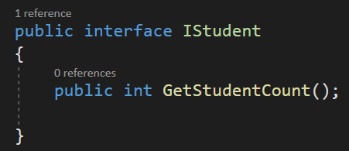 1 reference
public interface IStudent
{
0 references
public int GetStudentCount();
}